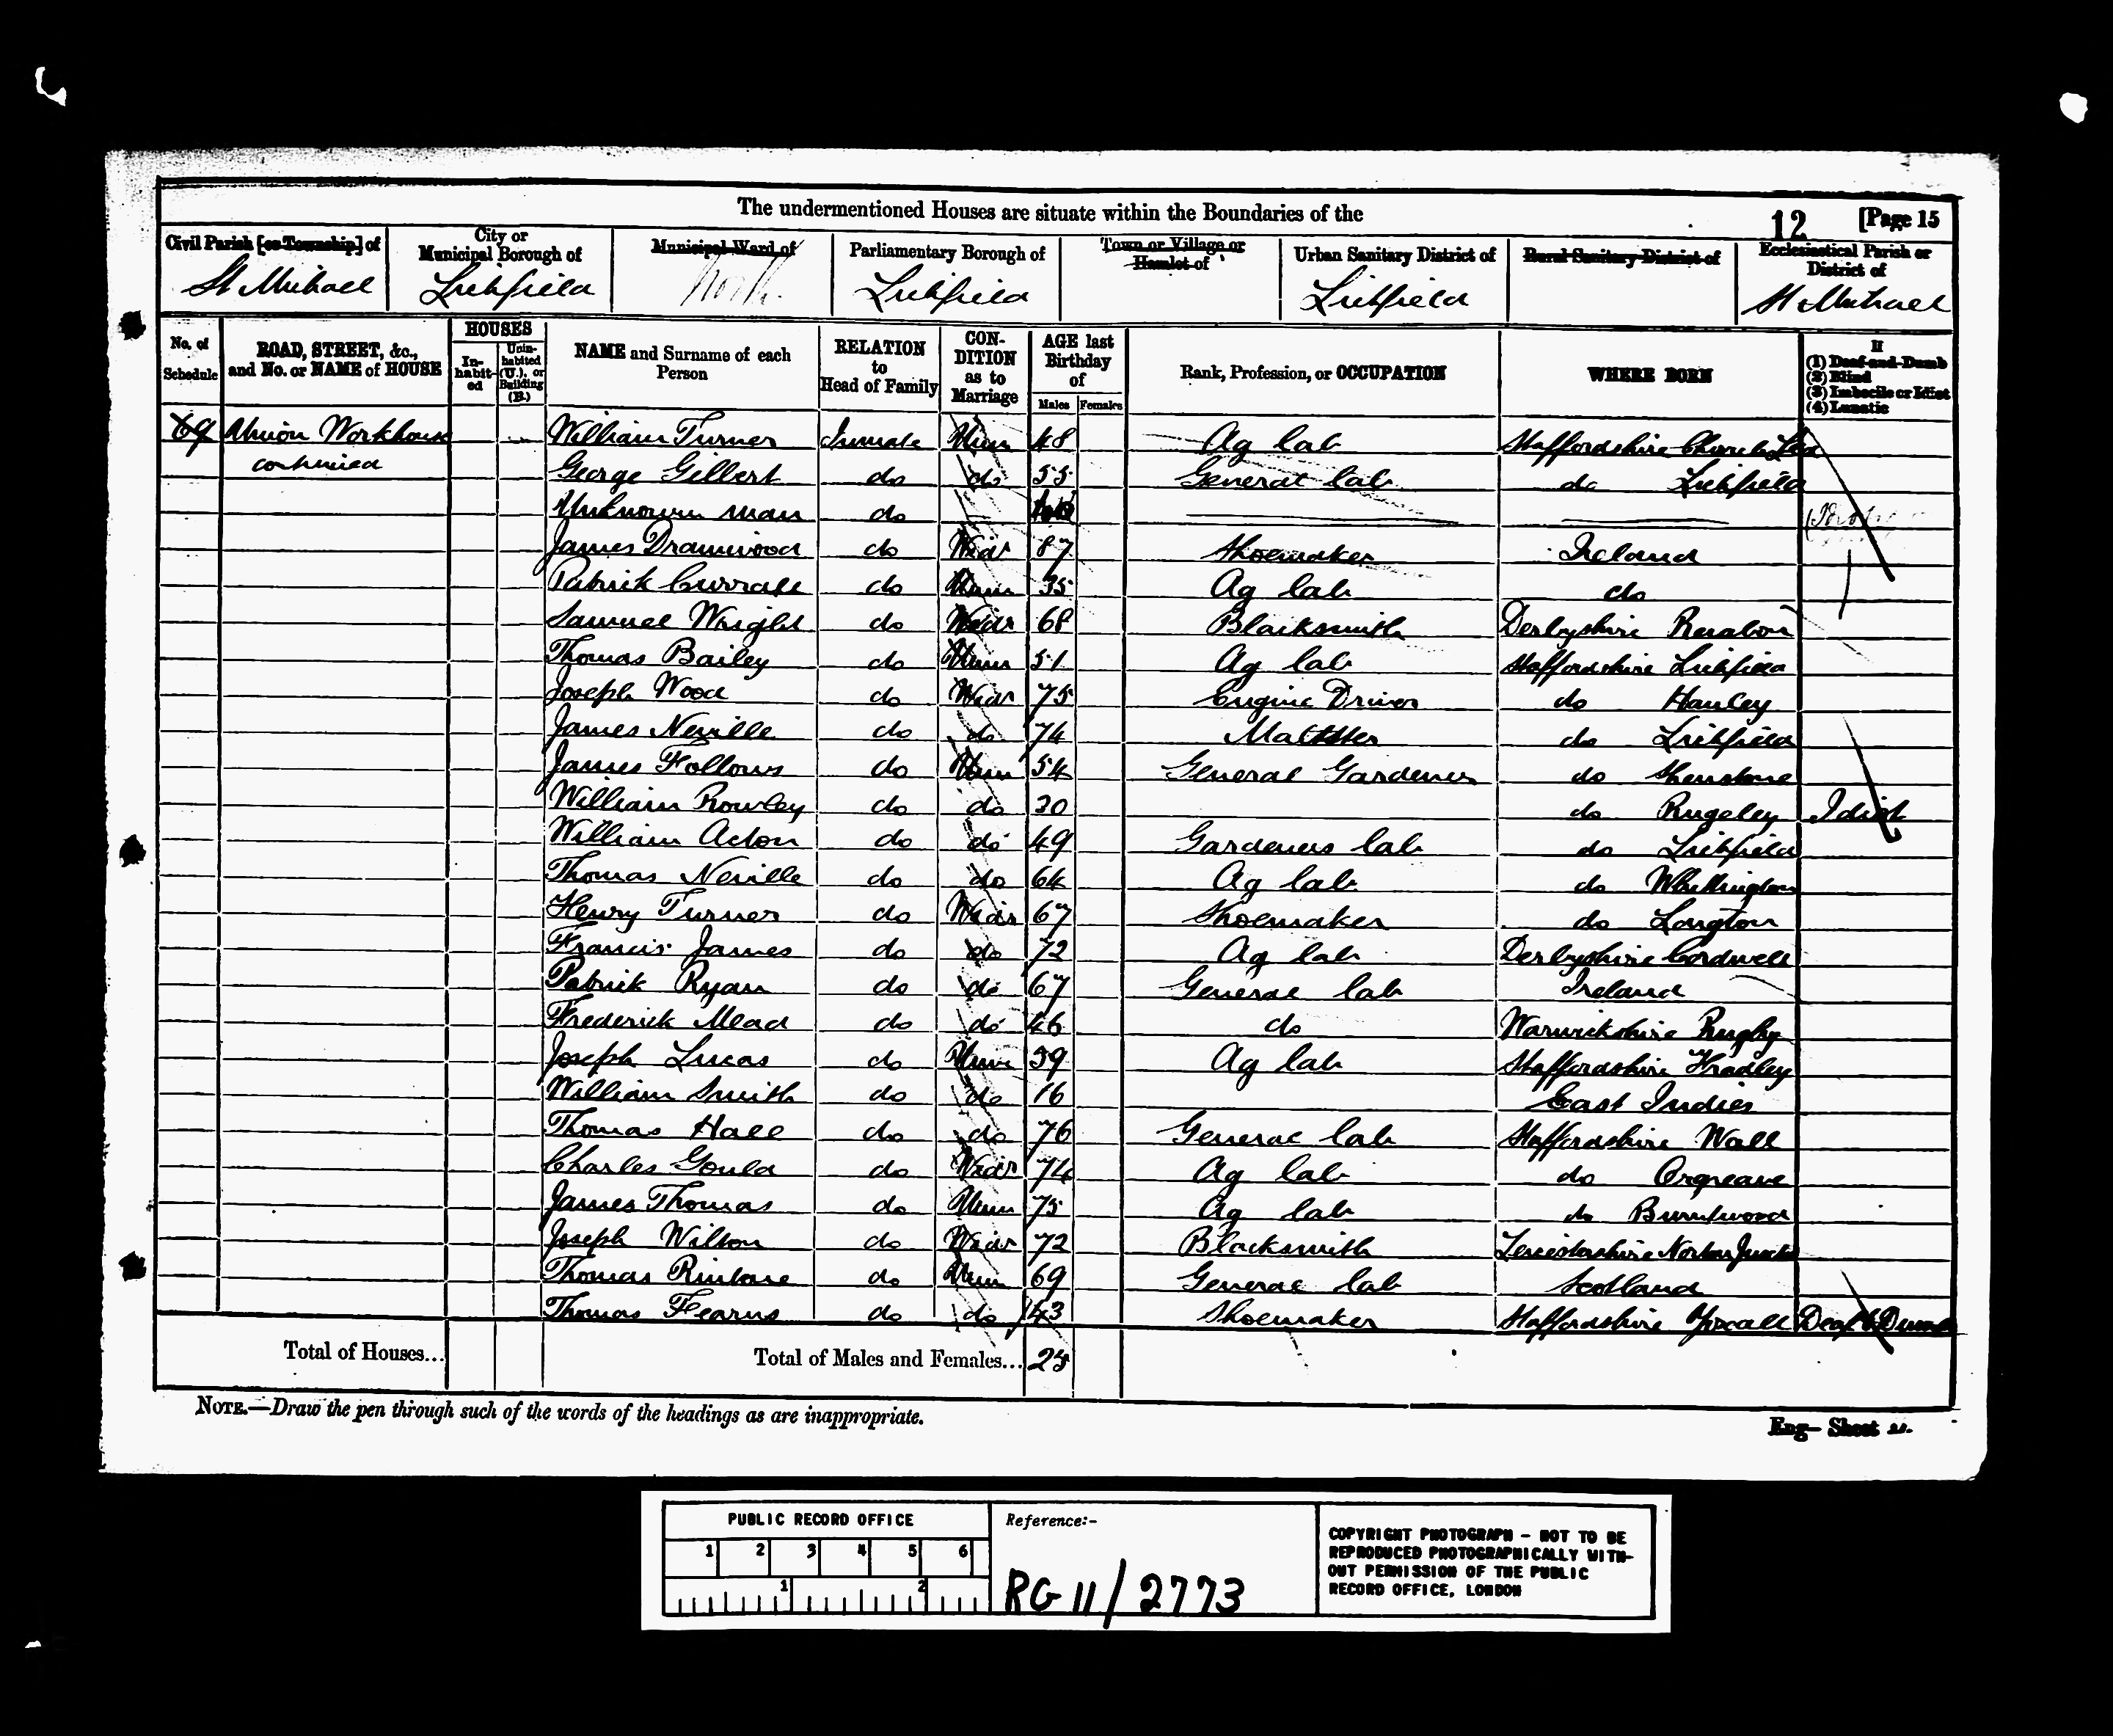 The undermentioned Houses are situate within the Boundaries of the
12 [Page 15
Civil Parish [or Township] of St Michael
City or Municipal Borough of Lichfield
Municipal Ward of North
Parliamentary Borough of Lichfield
Town or Village or Hamlet of
Urban Sanitary District of Lichfield
Rural Sanitary District of
Ecclesiastical Parish or District of St Michael
No. of Schedule
ROAD, STREET, &c., and No. or NAME of HOUSE
HOUSES
In-habit-ed
Unin-habited (U.), or Building (B.)
NAME and Surname of each Person
RELATION to Head of Family
CON-DITION as to Marriage
AGE last Birthday of
Males Females
Rank, Profession, or OCCUPATION
WHERE BORN
If
(1) Deaf-and-Dumb
(2) Blind
(3) Imbecile or Idiot
(4) Lunatic
69 Union Workhouse William Turner Inmate Unm 48 Ag lab Staffordshire
continued George Gilbert do do 55 General lab do Lichfield
Unknown man do
James do Widr 87 Shoemaker Ireland
Patrick do Unm 35 Ag lab do
Samuel Wright do Widr 68 Blacksmith Derbyshire
Thomas Bailey do Unm 51 Ag lab Staffordshire Lichfield
Joseph Wood do Widr 75 Engine Driver do Hanley
James Neville do do 74 Maltster do Lichfield
James Follows do Unm 54 General Gardener do Shenstone
William Rowley do do 30 do Rugeley Idiot
William Acton do do 49 Gardeners lab do Lichfield
Thomas Neville do do 64 Ag lab do Whittington
Henry Turner do Widr 67 Shoemaker do Longton
Francis James do do 72 Ag lab Derbyshire
Patrick Ryan do do 67 General lab Ireland
Frederick Mead do do 46 do Warwickshire Rugby
Joseph Lucas do Unm 39 Ag lab Staffordshire Fradley
William Smith do do 16 East Indies
Thomas Hall do do 76 General lab Staffordshire Wall
Charles Gould do Widr 74 Ag lab do Orgreave
James Thomas do Unm 75 Ag lab do Burntwood
Joseph Wilton do Widr 72 Blacksmith Leicestershire Norton
Thomas do Unm 69 General lab Scotland
Thomas Fearns do do 43 Shoemaker Staffordshire Yoxall Deaf & Dumb
Total of Houses...
Total of Males and Females... 25
NOTE.—Draw the pen through such of the words of the headings as are inappropriate.
Eng— Sheet
PUBLIC RECORD OFFICE
1 2 3 4 5 6
1 2
Reference:-
RG 11/2773
COPYRIGHT PHOTOGRAPH - NOT TO BE
REPRODUCED PHOTOGRAPHICALLY WITH-
OUT PERMISSION OF THE PUBLIC
RECORD OFFICE, LONDON